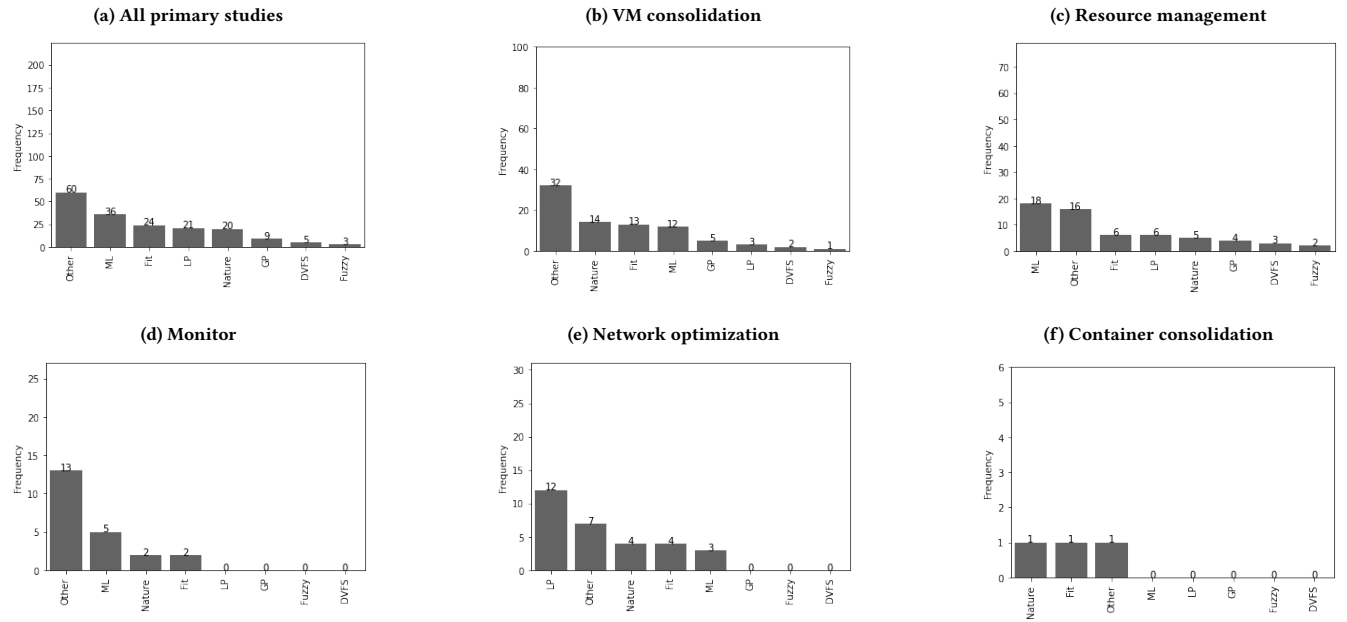 (a) All primary studies
Frequency
200
175
150
125
100
75
50
25
0
60
36
24
21
20
9
5
3
Other
ML
Fit
LP
Nature
GP
DVFS
Fuzzy
(b) VM consolidation
Frequency
100
80
60
40
20
0
32
14
13
12
5
3
2
1
Other
Nature
Fit
ML
GP
LP
DVFS
Fuzzy
(c) Resource management
Frequency
70
60
50
40
30
20
10
0
18
16
6
6
5
4
3
2
ML
Other
Fit
LP
Nature
GP
DVFS
Fuzzy
(d) Monitor
Frequency
25
20
15
10
5
0
13
5
2
2
0
0
0
0
Other
ML
Nature
Fit
LP
GP
Fuzzy
DVFS
(e) Network optimization
Frequency
30
25
20
15
10
5
0
12
7
4
4
3
0
0
0
LP
Other
Nature
Fit
ML
GP
Fuzzy
DVFS
(f) Container consolidation
Frequency
6
5
4
3
2
1
0
1
1
1
0
0
0
0
0
Nature
Fit
Other
ML
LP
GP
Fuzzy
DVFS